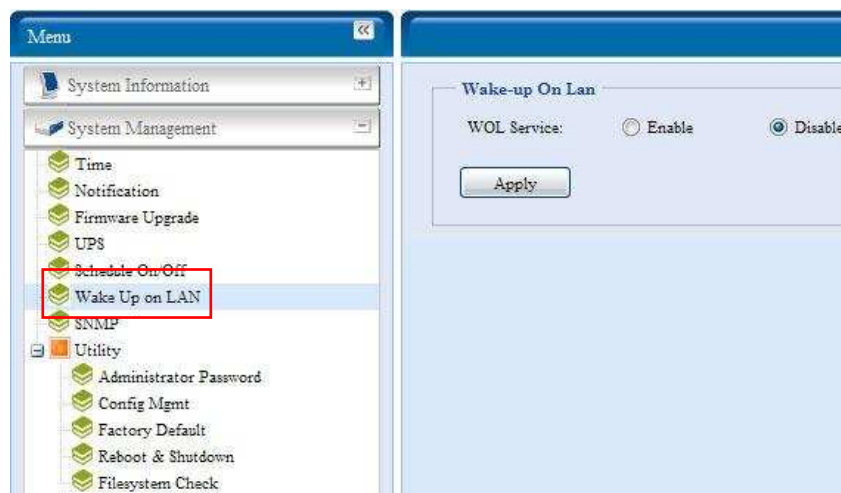 Menu
System Information
System Management
Time
Notification
Firmware Upgrade
UPS
Schedule On/Off
Wake Up on LAN
SNMP
Utility
Administrator Password
Config Mgmt
Factory Default
Reboot & Shutdown
Filesystem Check
Wake-up On Lan
WOL Service: Enable Disable
Apply